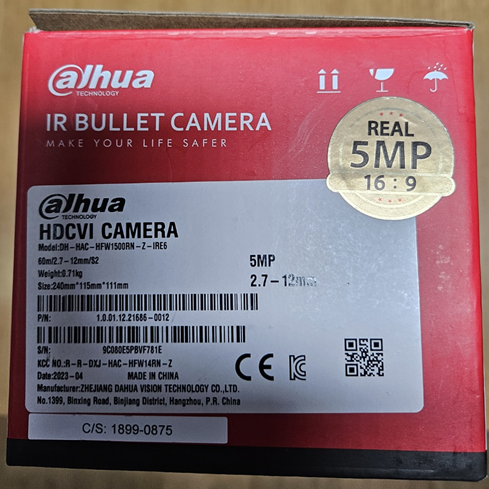 alhua
TECHNOLOGY
IR BULLET CAMERA
MAKE YOUR LIFE SAFER
REAL
5MP
16 : 9
alhua
TECHNOLOGY
HDCVI CAMERA
Model:DH-HAC-HFW1500RN-Z-IRE6
60m/2.7-12mm/S2
Weight:0.71kg
Size:240mm*115mm*111mm
5MP
2.7-12mm
P/N: 1.0.01.12.21686-0012
S/N: 9C080E5PBVF781E
KCC NO.:R-R-DXJ-HAC-HFW14RN-Z
Date:2023-04 MADE IN CHINA
Manufacturer: ZHEJIANG DAHUA VISION TECHNOLOGY CO.,LTD.
No.1399, Binxing Road, Binjiang District, Hangzhou, P.R. China
CE
C/S: 1899-0875